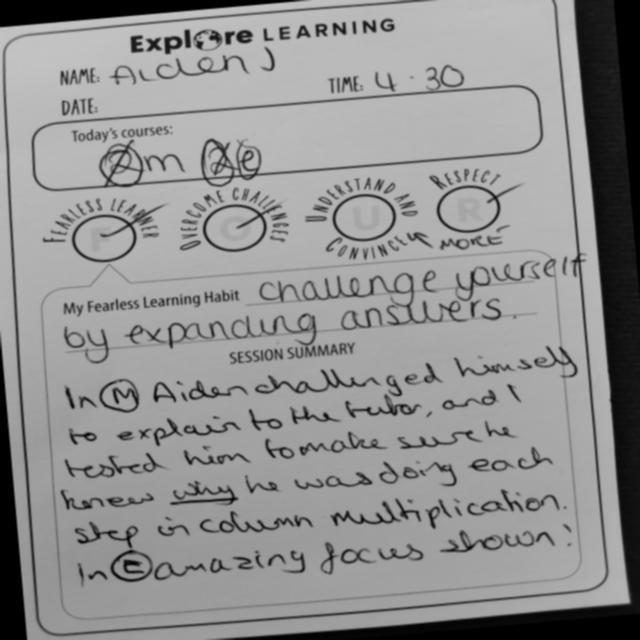 Explore LEARNING
NAME: Aiden J
TIME: 4.30
DATE:
Today's courses:
m e
FEARLESS LEARNER
OVERCOME CHALLENGES
UNDERSTAND AND CONVINCINGLY
RESPECT MORE
F
O
U
R
My Fearless Learning Habit challenge yourself
by expanding answers.
SESSION SUMMARY
In M Aiden challenged himself
to explain to the tutor, and I
tested him to make sure he
knew why he was doing each
step in column multiplication.
In E amazing focus shown!